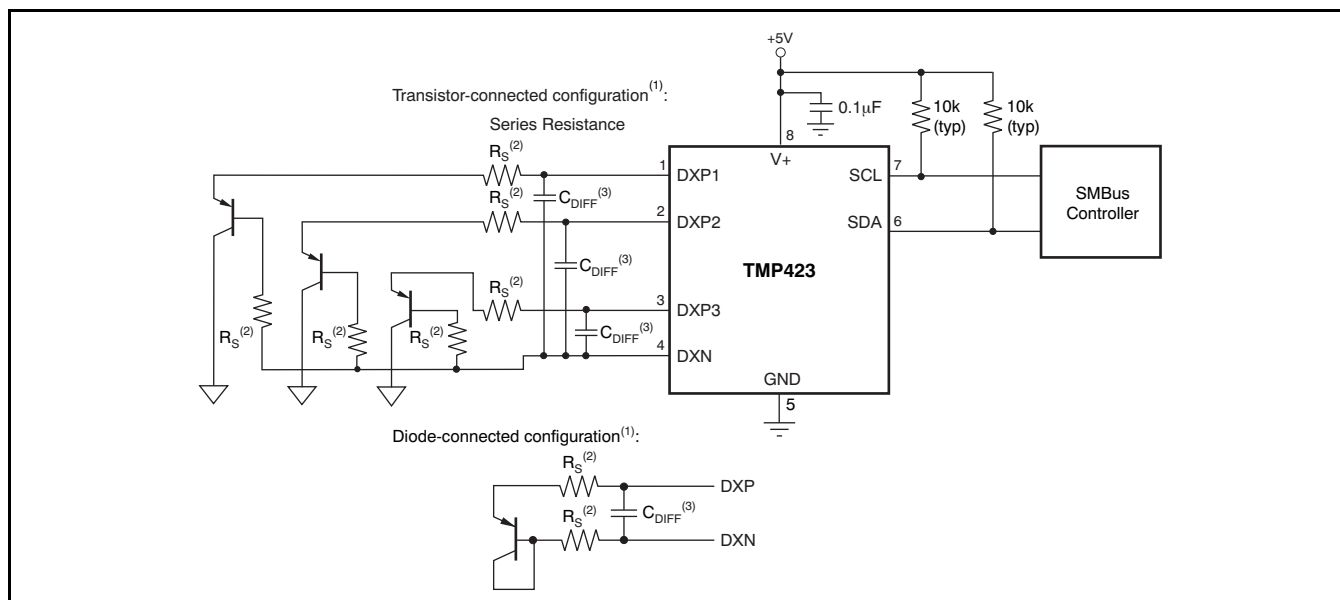 +5V
Transistor-connected configuration(1):
Series Resistance
0.1µF
10k
(typ)
10k
(typ)
8
V+
RS(2)
1
DXP1
CDIFF(3)
7
SCL
RS(2)
2
DXP2
CDIFF(3)
6
SDA
SMBus
Controller
TMP423
RS(2)
3
DXP3
CDIFF(3)
RS(2)
RS(2)
RS(2)
4
DXN
GND
5
Diode-connected configuration(1):
RS(2)
DXP
CDIFF(3)
RS(2)
DXN